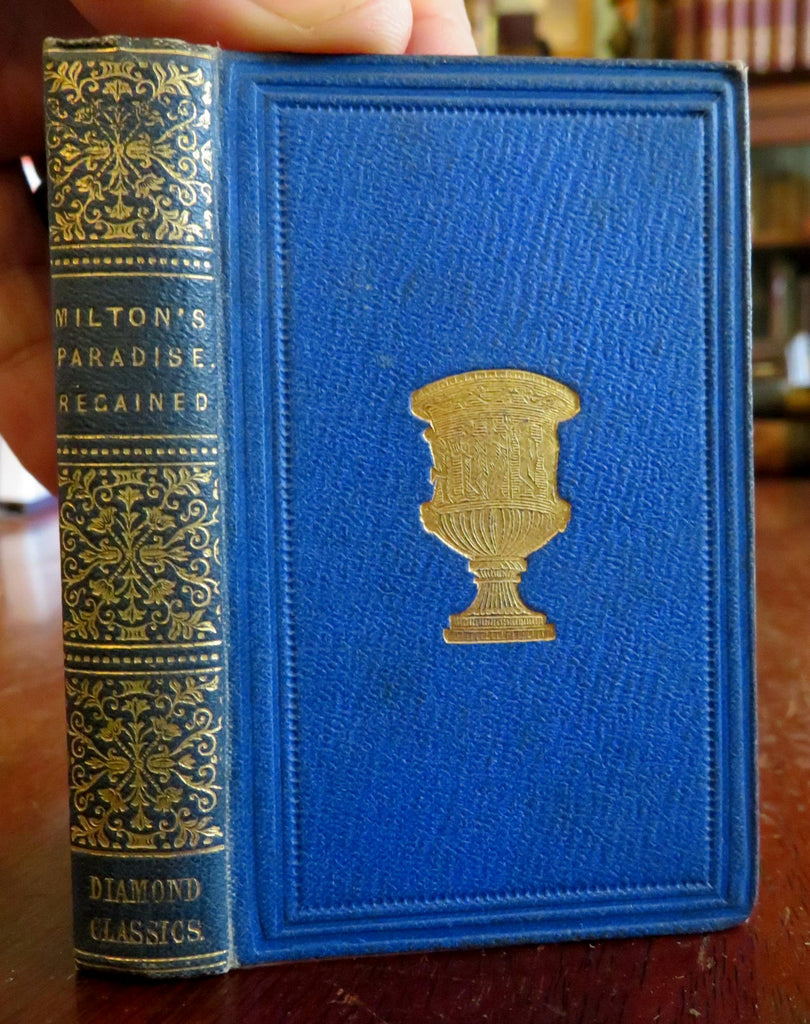 MILTON'S
PARADISE.
REGAINED
DIAMOND
CLASSICS.